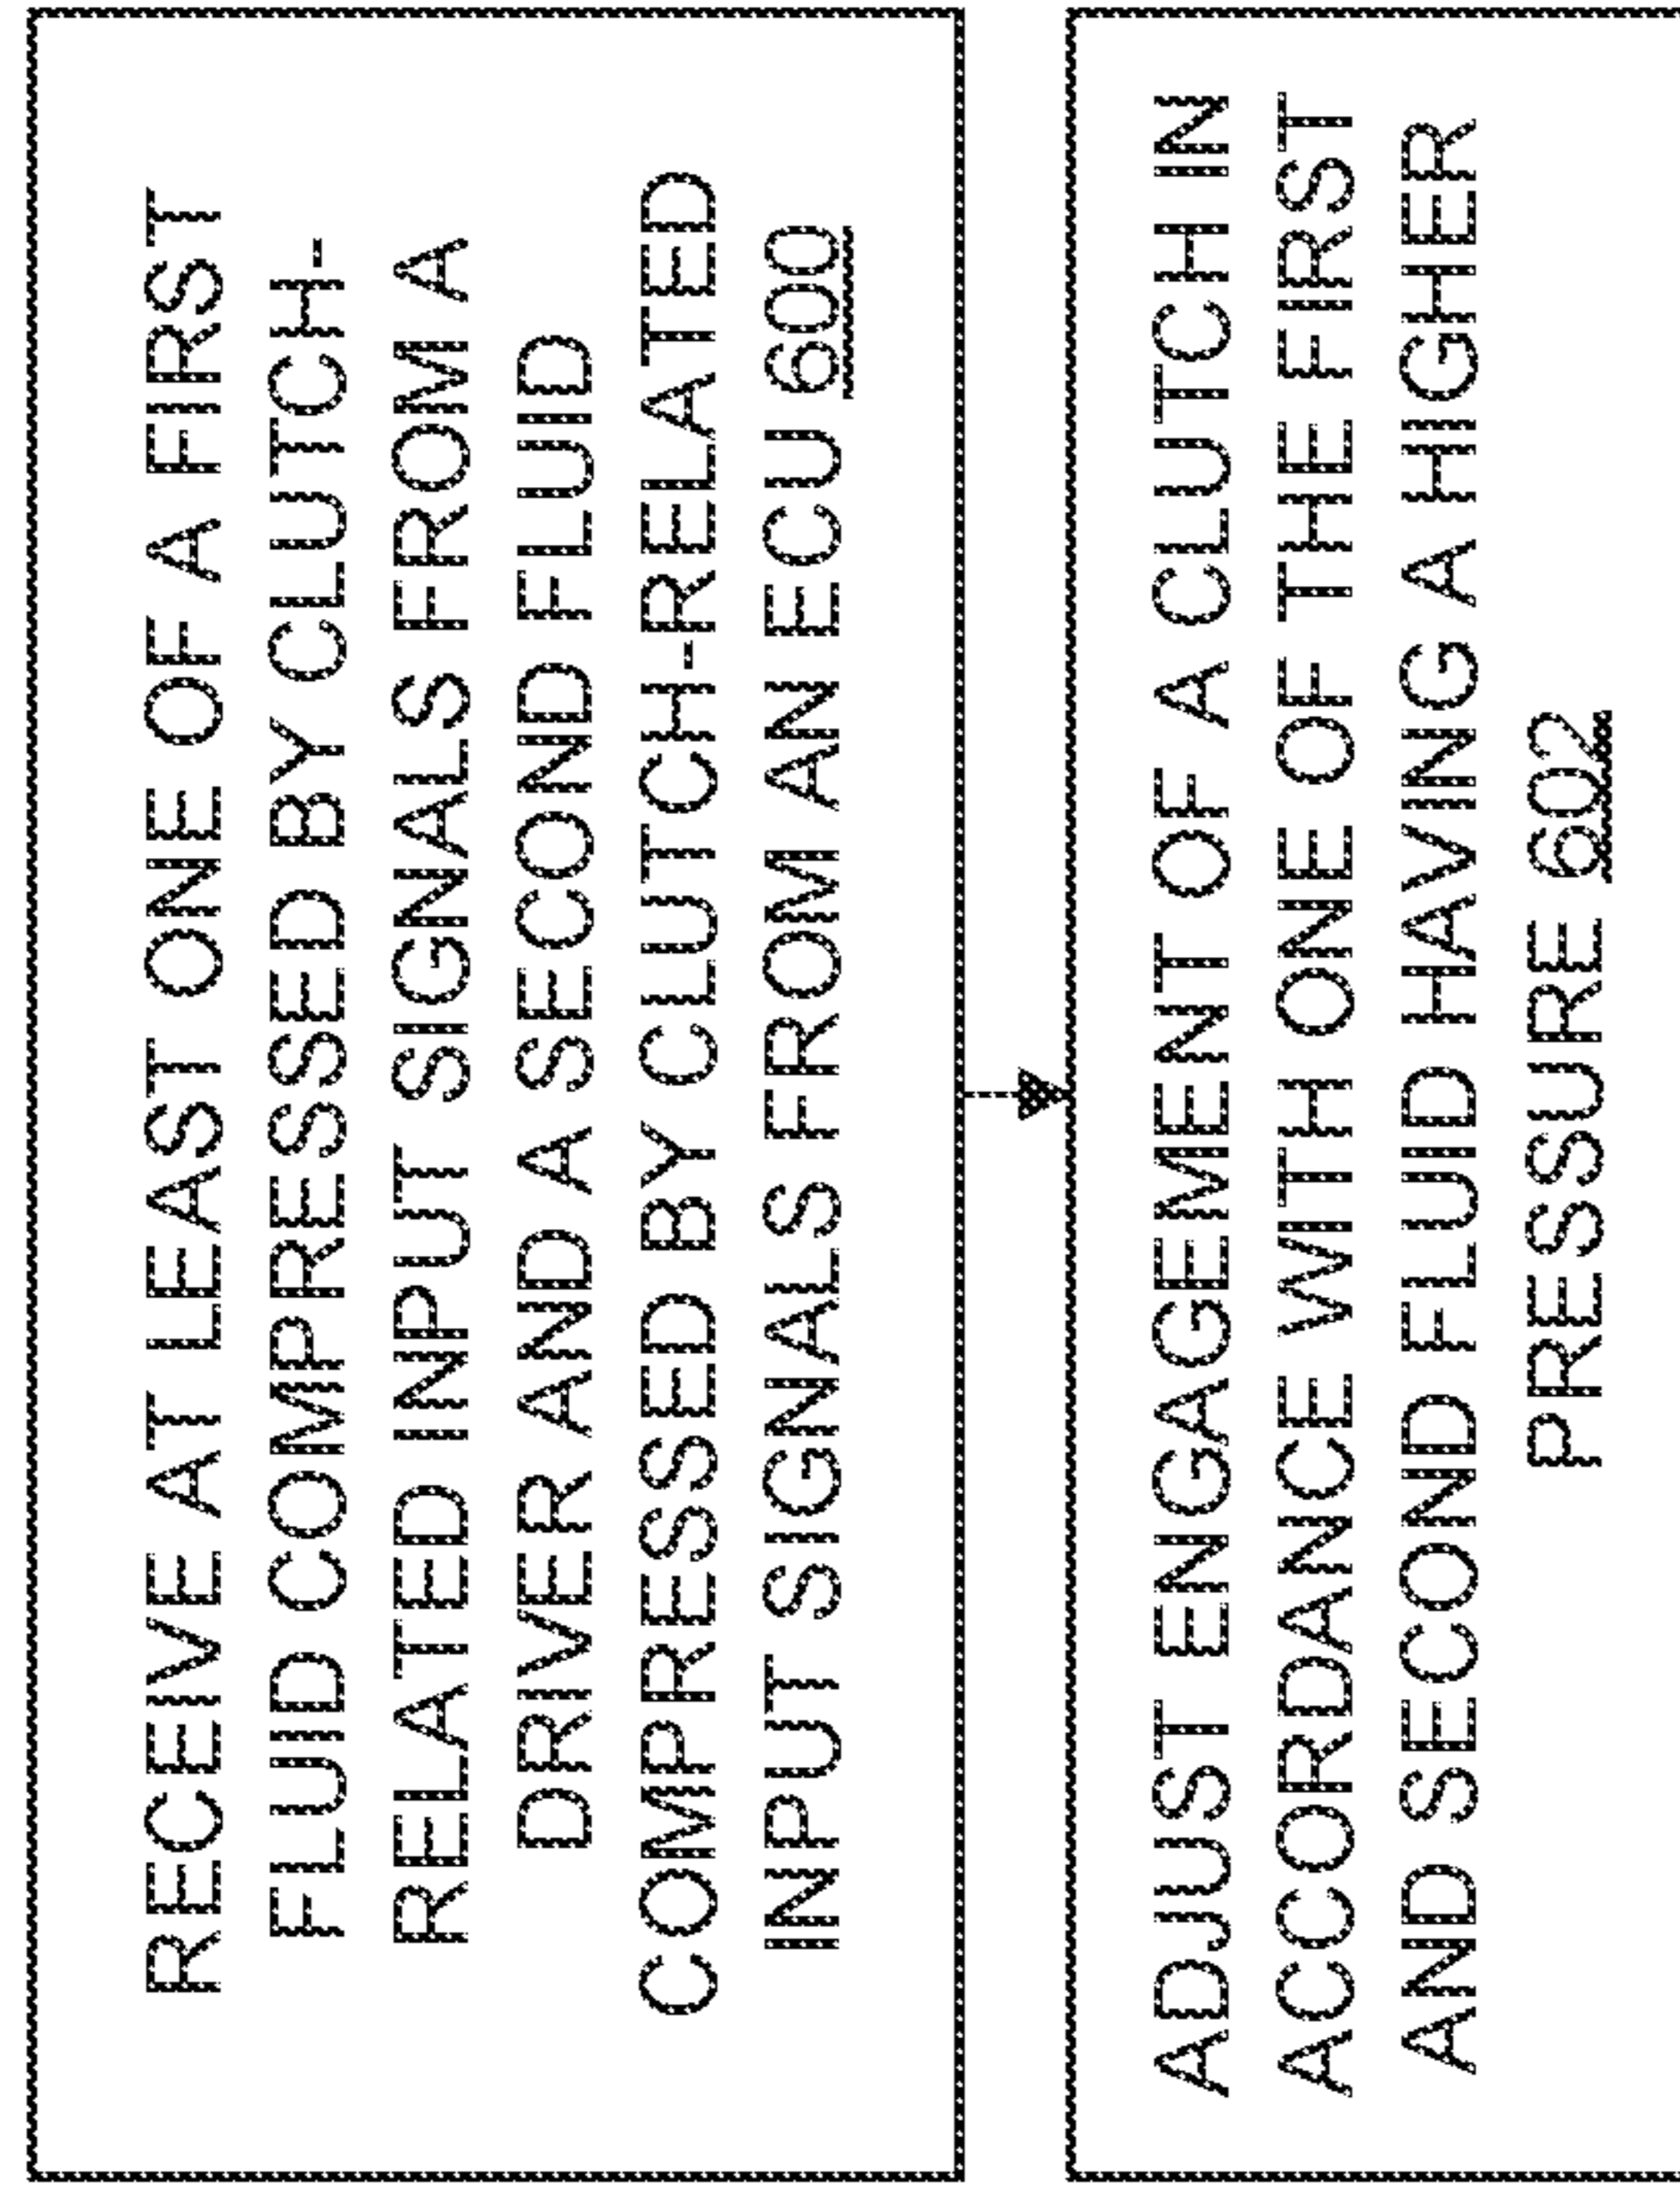 RECEIVE AT LEAST ONE OF A FIRST
FLUID COMPRESSED BY CLUTCH-
RELATED INPUT SIGNALS FROM A
DRIVER AND A SECOND FLUID
COMPRESSED BY CLUTCH-RELATED
INPUT SIGNALS FROM AN ECU 600
ADJUST ENGAGEMENT OF A CLUTCH IN
ACCORDANCE WITH ONE OF THE FIRST
AND SECOND FLUID HAVING A HIGHER
PRESSURE 602